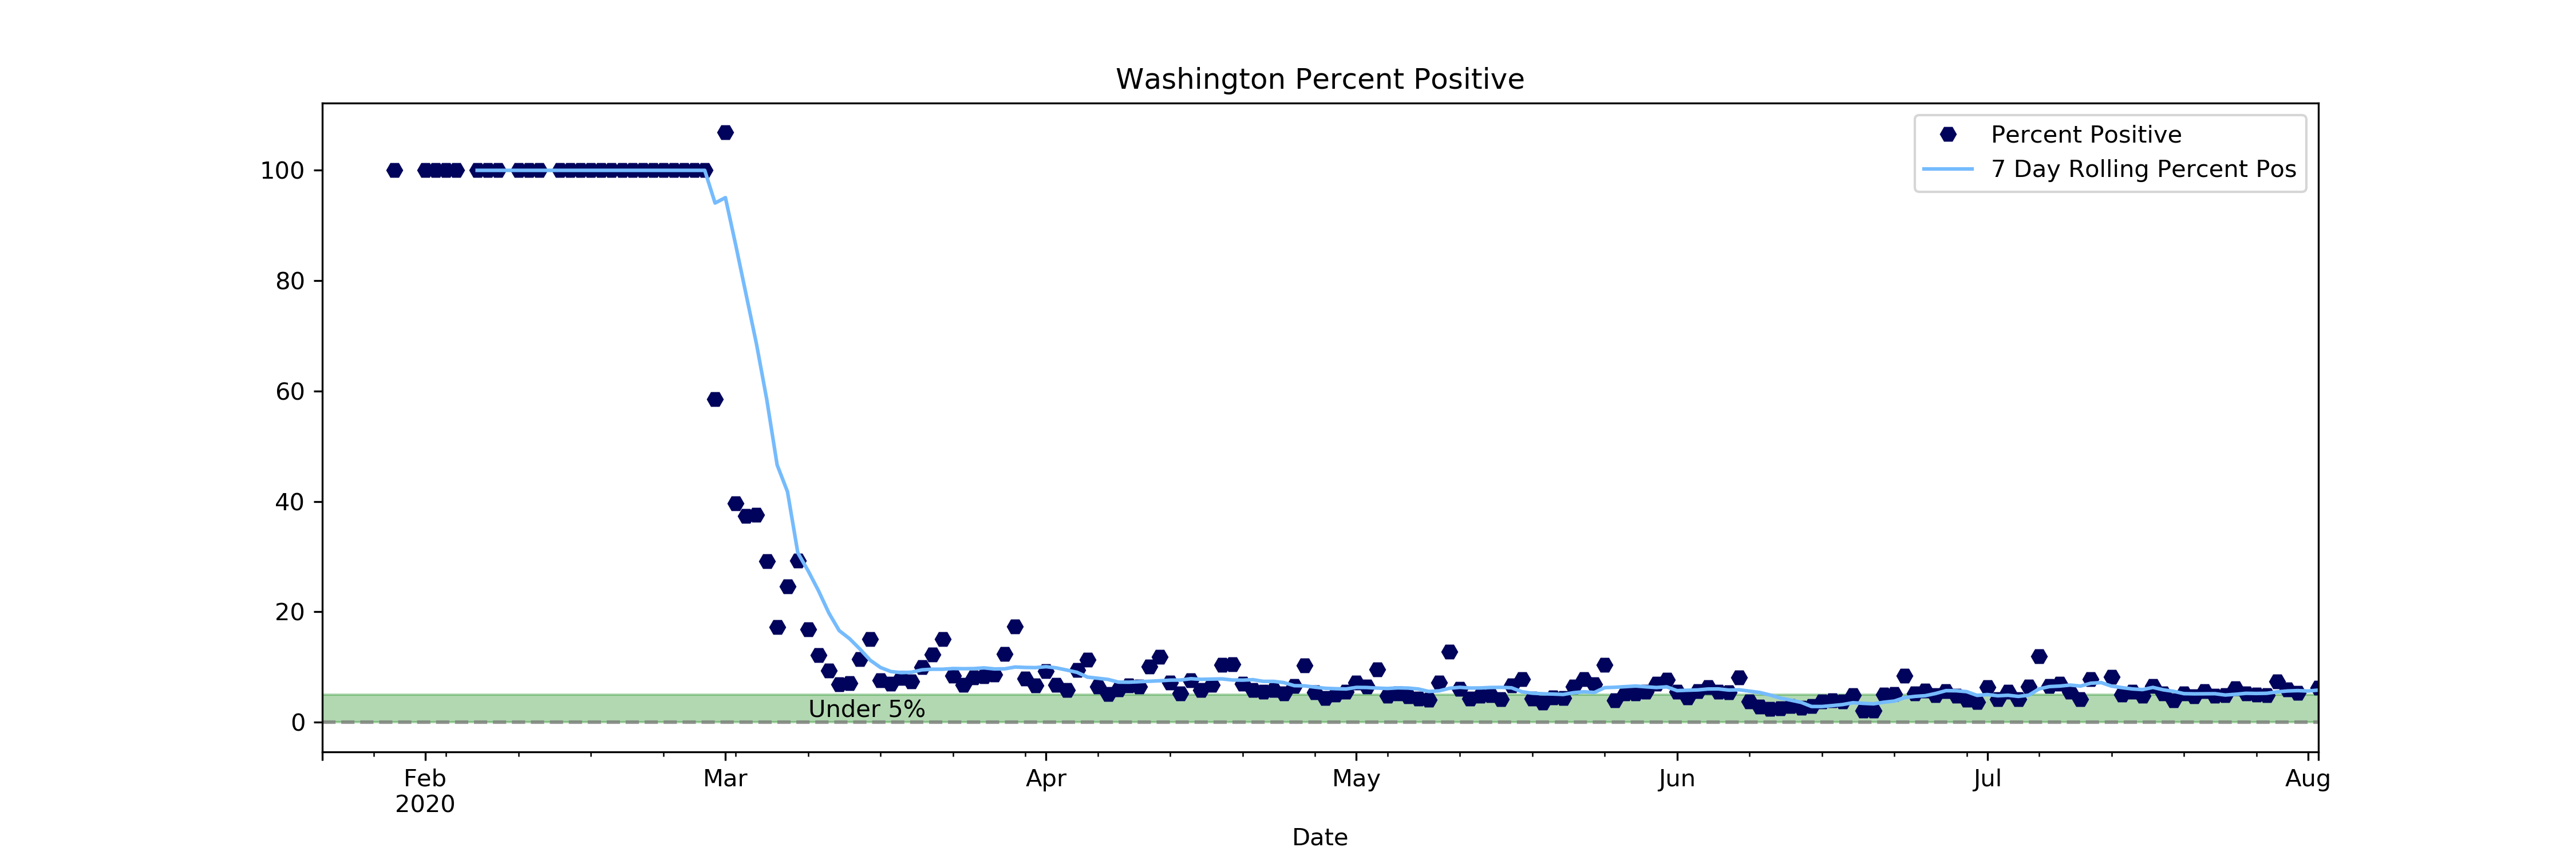 Washington Percent Positive
Percent Positive
7 Day Rolling Percent Pos
100
80
60
40
20
0
Under 5%
Feb
2020
Mar
Apr
May
Jun
Jul
Aug
Date